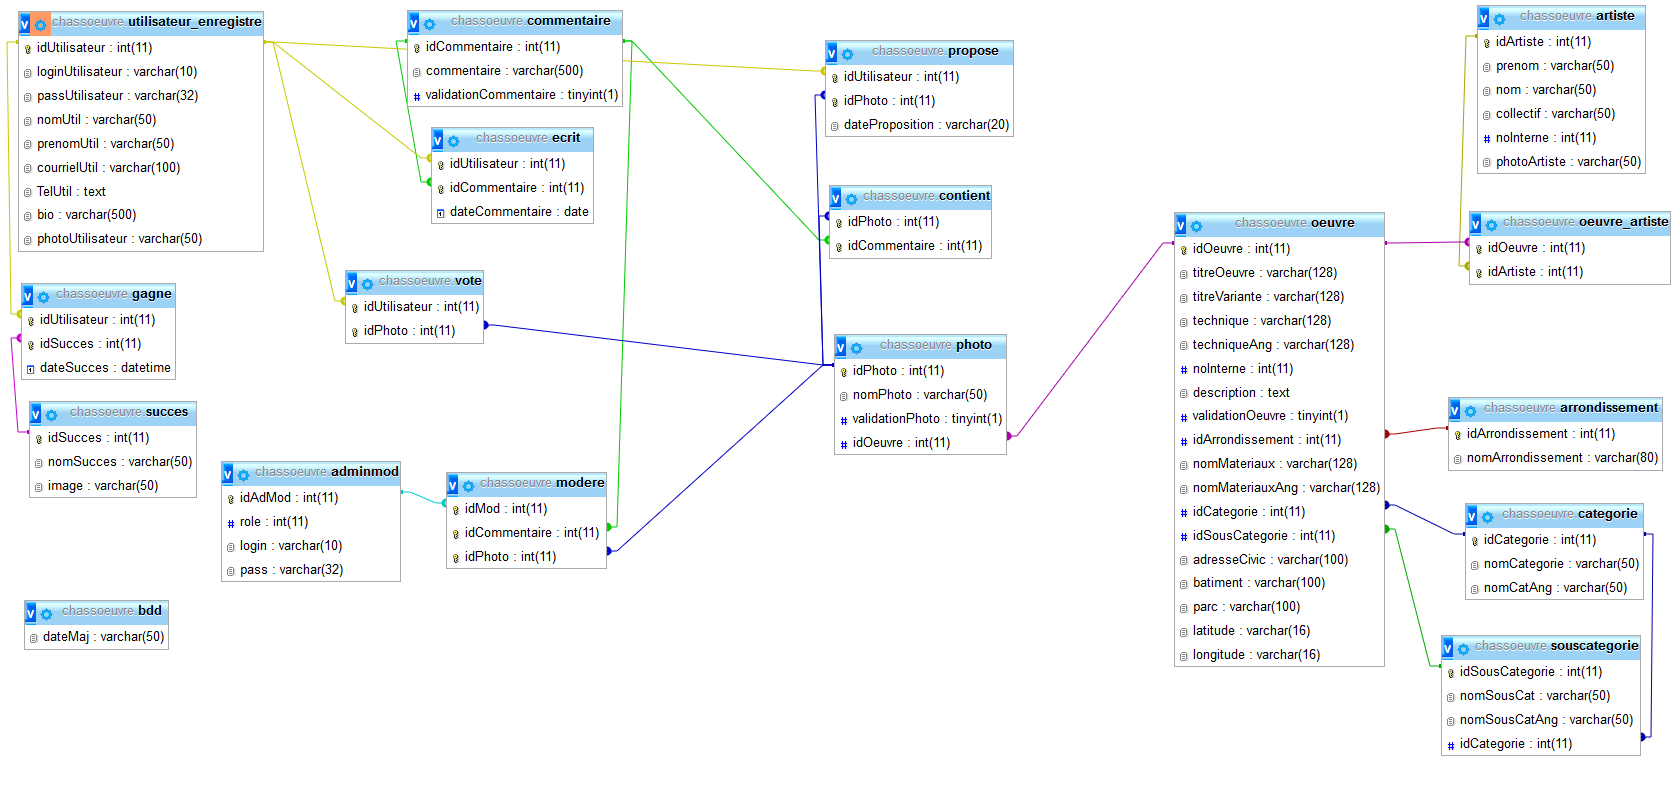 chassoeuvre utilisateur_enregistre
idUtilisateur : int(11)
loginUtilisateur : varchar(10)
passUtilisateur : varchar(32)
nomUtil : varchar(50)
prenomUtil : varchar(50)
courrielUtil : varchar(100)
TelUtil : text
bio : varchar(500)
photoUtilisateur : varchar(50)
chassoeuvre gagne
idUtilisateur : int(11)
idSucces : int(11)
dateSucces : datetime
chassoeuvre succes
idSucces : int(11)
nomSucces : varchar(50)
image : varchar(50)
chassoeuvre bdd
dateMaj : varchar(50)
chassoeuvre adminmod
idAdMod : int(11)
role : int(11)
login : varchar(10)
pass : varchar(32)
chassoeuvre commentaire
idCommentaire : int(11)
commentaire : varchar(500)
validationCommentaire : tinyint(1)
chassoeuvre ecrit
idUtilisateur : int(11)
idCommentaire : int(11)
dateCommentaire : date
chassoeuvre vote
idUtilisateur : int(11)
idPhoto : int(11)
chassoeuvre modere
idMod : int(11)
idCommentaire : int(11)
idPhoto : int(11)
chassoeuvre propose
idUtilisateur : int(11)
idPhoto : int(11)
dateProposition : varchar(20)
chassoeuvre contient
idPhoto : int(11)
idCommentaire : int(11)
chassoeuvre photo
idPhoto : int(11)
nomPhoto : varchar(50)
validationPhoto : tinyint(1)
idOeuvre : int(11)
chassoeuvre oeuvre
idOeuvre : int(11)
titreOeuvre : varchar(128)
titreVariante : varchar(128)
technique : varchar(128)
techniqueAng : varchar(128)
noInterne : int(11)
description : text
validationOeuvre : tinyint(1)
idArrondissement : int(11)
nomMateriaux : varchar(128)
nomMateriauxAng : varchar(128)
idCategorie : int(11)
idSousCategorie : int(11)
adresseCivic : varchar(100)
batiment : varchar(100)
parc : varchar(100)
latitude : varchar(16)
longitude : varchar(16)
chassoeuvre artiste
idArtiste : int(11)
prenom : varchar(50)
nom : varchar(50)
collectif : varchar(50)
noInterne : int(11)
photoArtiste : varchar(50)
chassoeuvre oeuvre_artiste
idOeuvre : int(11)
idArtiste : int(11)
chassoeuvre arrondissement
idArrondissement : int(11)
nomArrondissement : varchar(80)
chassoeuvre categorie
idCategorie : int(11)
nomCategorie : varchar(50)
nomCatAng : varchar(50)
chassoeuvre souscategorie
idSousCategorie : int(11)
nomSousCat : varchar(50)
nomSousCatAng : varchar(50)
idCategorie : int(11)